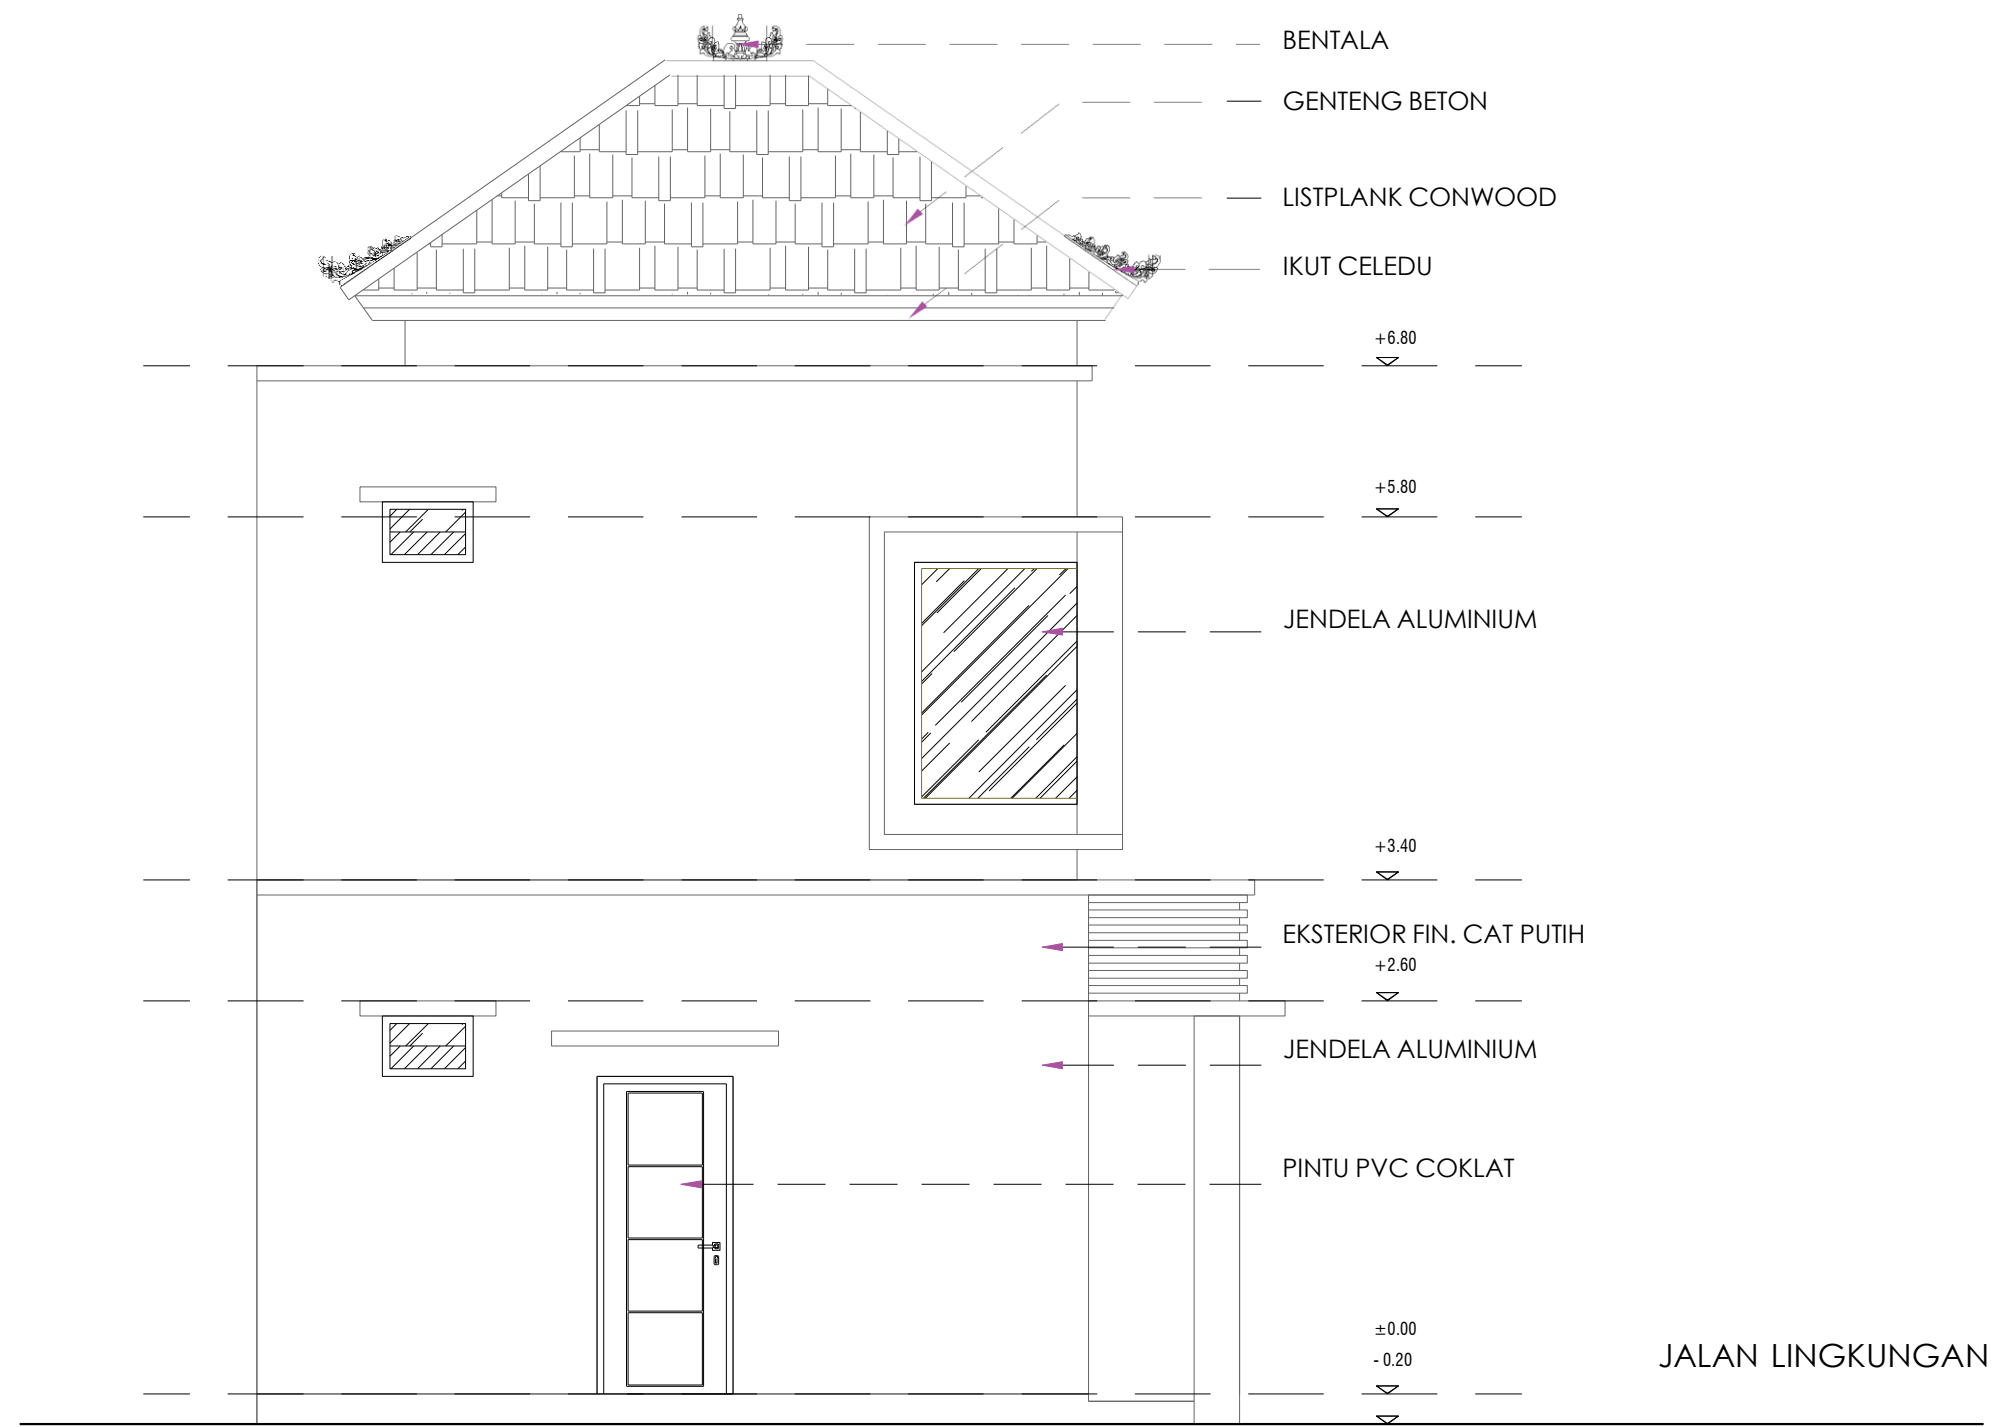 BENTALA
GENTENG BETON
LISTPLANK CONWOOD
IKUT CELEDU
+6.80
+5.80
JENDELA ALUMINIUM
+3.40
EKSTERIOR FIN. CAT PUTIH
+2.60
JENDELA ALUMINIUM
PINTU PVC COKLAT
±0.00
- 0.20
JALAN LINGKUNGAN